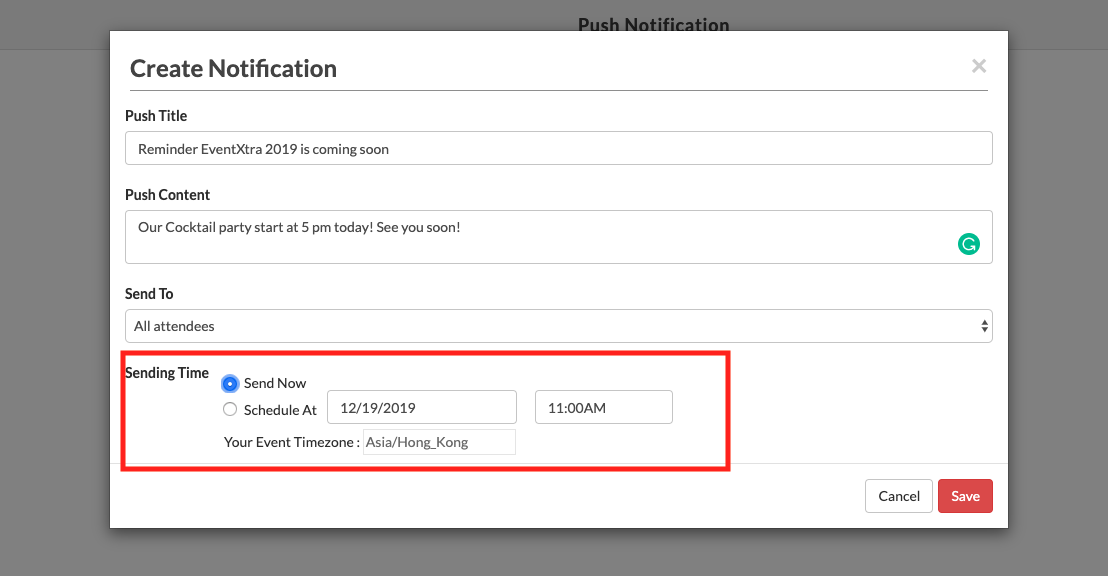 Push Notification
Create Notification
×
Push Title
Reminder EventXtra 2019 is coming soon
Push Content
Our Cocktail party start at 5 pm today! See you soon!
Send To
All attendees
Sending Time
Send Now
Schedule At 12/19/2019 11:00AM
Your Event Timezone : Asia/Hong_Kong
Cancel Save